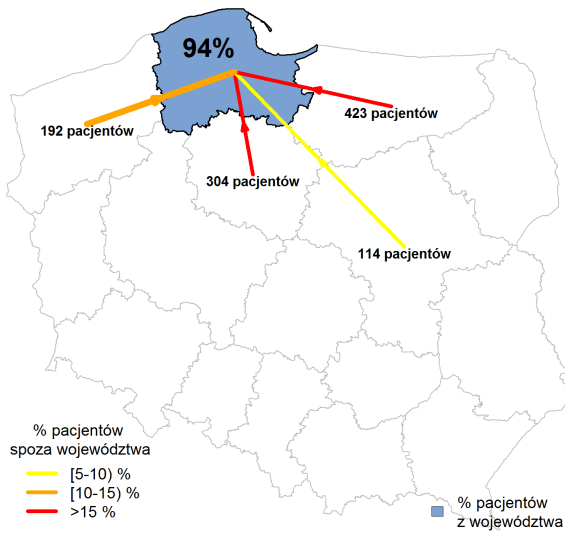 94%
192 pacjentów
423 pacjentów
304 pacjentów
114 pacjentów
% pacjentów
spoza województwa
[5-10) %
[10-15) %
>15 %
% pacjentów
z województwa